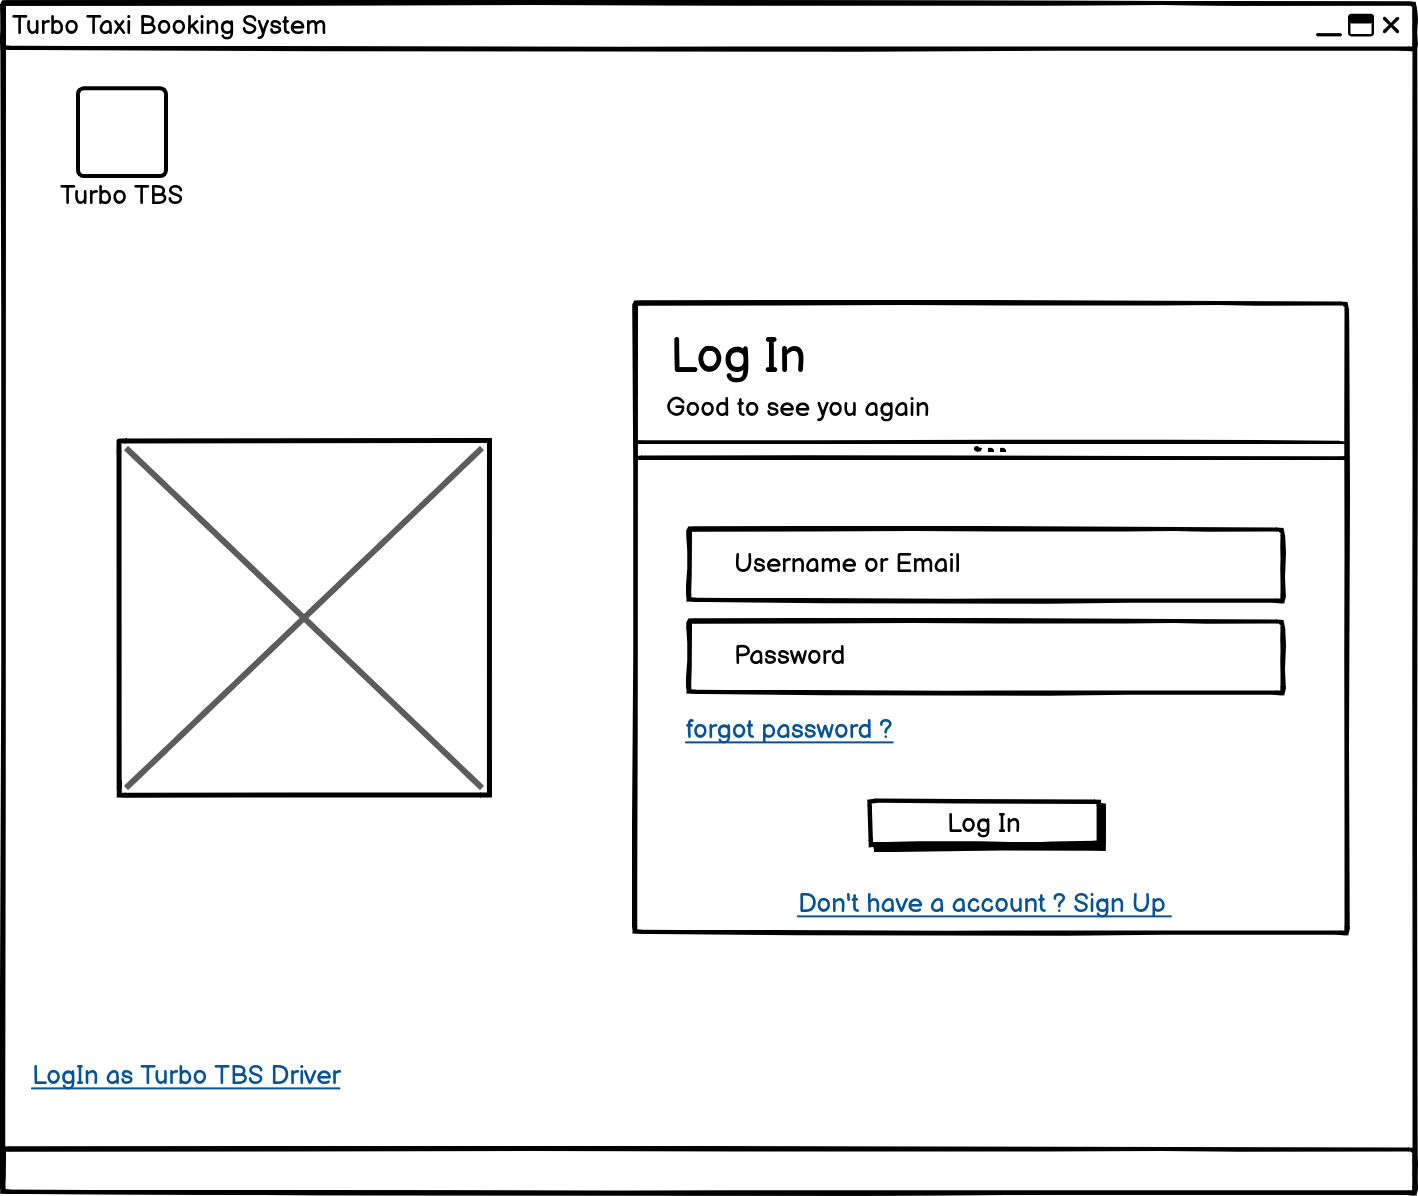 Turbo Taxi Booking System
Turbo TBS
Log In
Good to see you again
Username or Email
Password
forgot password ?
Log In
Don't have a account ? Sign Up
LogIn as Turbo TBS Driver